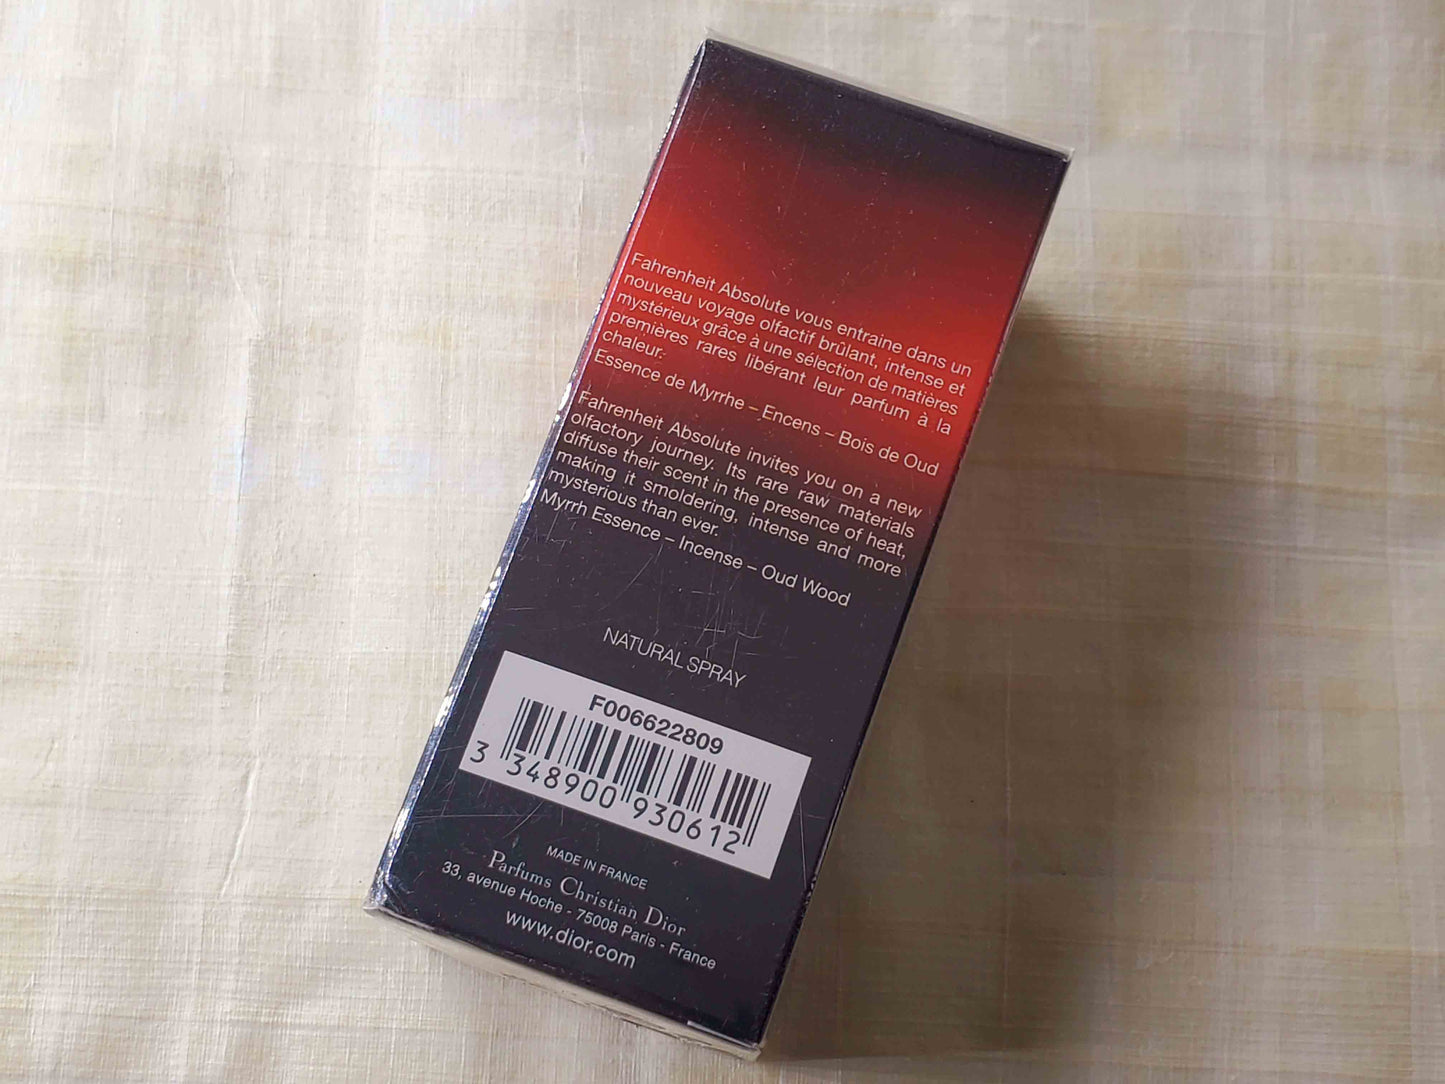 Fahrenheit Absolute vous entraine dans un
nouveau voyage olfactif brûlant, intense et
mystérieux grâce à une sélection de matières
premières rares libérant leur parfum à la
chaleur.
Essence de Myrrhe – Encens – Bois de Oud
Fahrenheit Absolute invites you on a new
olfactory journey. Its rare raw materials
diffuse their scent in the presence of heat,
making it smoldering, intense and more
mysterious than ever.
Myrrh Essence – Incense – Oud Wood
NATURAL SPRAY
F006622809
3 348900 930612
MADE IN FRANCE
Parfums Christian Dior
33, avenue Hoche - 75008 Paris - France
www.dior.com